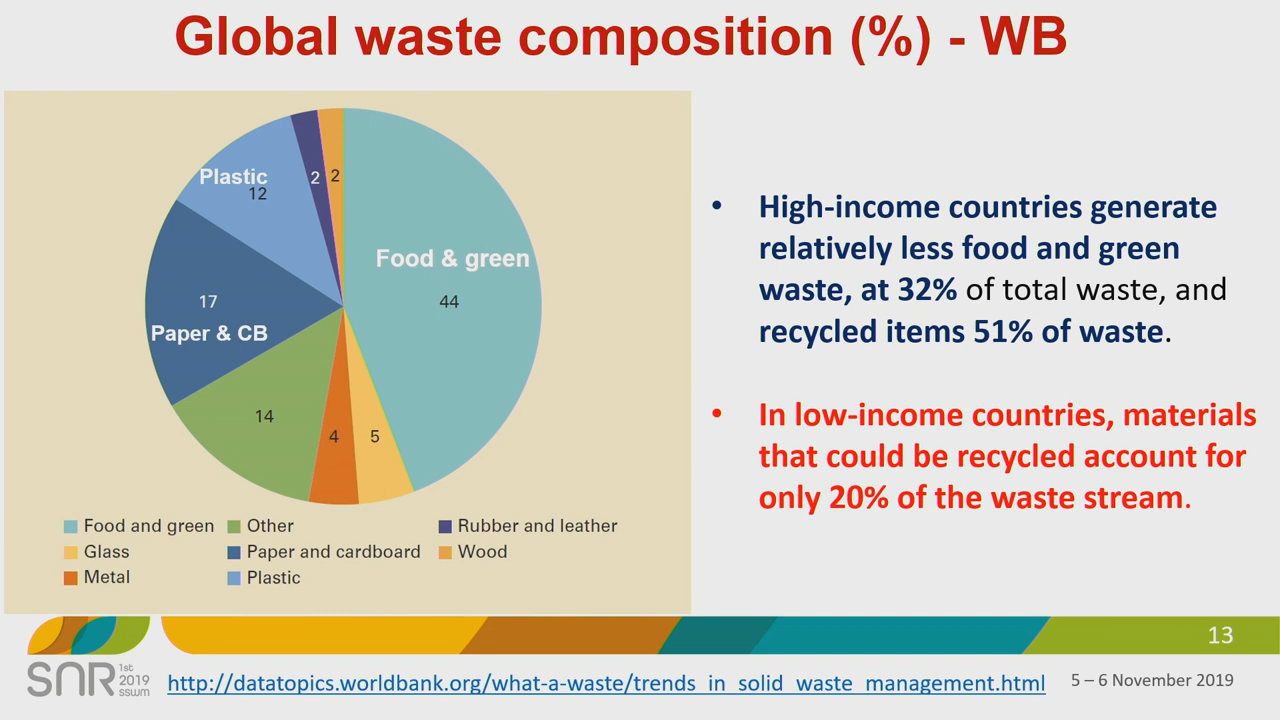 Global waste composition (%) - WB
Plastic
12
2
2
Food & green
44
17
Paper & CB
14
4
5
Food and green
Other
Rubber and leather
Glass
Paper and cardboard
Wood
Metal
Plastic
• High-income countries generate
relatively less food and green
waste, at 32% of total waste, and
recycled items 51% of waste.
• In low-income countries, materials
that could be recycled account for
only 20% of the waste stream.
13
SNR
1st
2019
ssum
http://datatopics.worldbank.org/what-a-waste/trends_in_solid_waste_management.html
5 – 6 November 2019